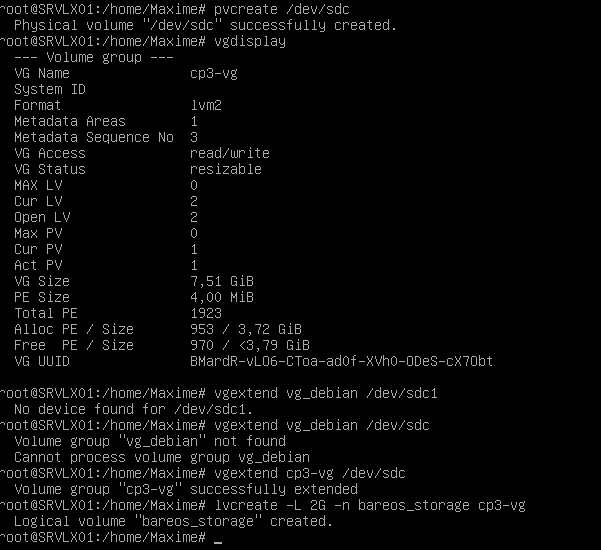 root@SRVLX01:/home/Maxime# pvcreate /dev/sdc
  Physical volume "/dev/sdc" successfully created.
root@SRVLX01:/home/Maxime# vgdisplay
  --- Volume group ---
  VG Name               cp3-vg
  System ID
  Format                lvm2
  Metadata Areas        1
  Metadata Sequence No  3
  VG Access             read/write
  VG Status             resizable
  MAX LV                0
  Cur LV                2
  Open LV               2
  Max PV                0
  Cur PV                1
  Act PV                1
  VG Size               7,51 GiB
  PE Size               4,00 MiB
  Total PE              1923
  Alloc PE / Size       953 / 3,72 GiB
  Free  PE / Size       970 / <3,79 GiB
  VG UUID               BMardR-vLO6-CToa-ad0f-XVh0-ODeS-cX7Obt

root@SRVLX01:/home/Maxime# vgextend vg_debian /dev/sdc1
  No device found for /dev/sdc1.
root@SRVLX01:/home/Maxime# vgextend vg_debian /dev/sdc
  Volume group "vg_debian" not found
  Cannot process volume group vg_debian
root@SRVLX01:/home/Maxime# vgextend cp3-vg /dev/sdc
  Volume group "cp3-vg" successfully extended
root@SRVLX01:/home/Maxime# lvcreate -L 2G -n bareos_storage cp3-vg
  Logical volume "bareos_storage" created.
root@SRVLX01:/home/Maxime# _